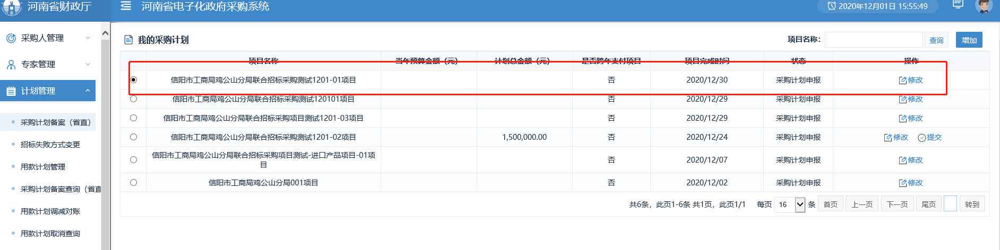 河南省财政厅
河南省电子化政府采购系统
2020年12月01日 15:55:49
采购人管理
专家管理
计划管理
采购计划备案（省直）
招标失败方式变更
用款计划管理
采购计划备案查询（省直
用款计划调减对账
用款计划取消查询
我的采购计划
项目名称：
查询
增加
项目名称 当年预算金额（元） 计划总金额（元） 是否跨年支付项目 项目完成时间 状态 操作
信阳市工商局鸡公山分局联合招标采购测试1201-01项目 否 2020/12/30 采购计划申报 修改
信阳市工商局鸡公山分局联合招标采购测试120101项目 否 2020/12/29 采购计划申报 修改
信阳市工商局鸡公山分局联合招标采购项目测试1201-03项目 否 2020/12/29 采购计划申报 修改
信阳市工商局鸡公山分局联合招标采购测试1201-02项目 1,500,000.00 否 2020/12/24 采购计划申报 修改 提交
信阳市工商局鸡公山分局联合招标采购项目测试-进口产品项目-01项
目 否 2020/12/07 采购计划申报 修改
信阳市工商局鸡公山分局001项目 否 2020/12/02 采购计划申报 修改
共6条，此页1-6条 共1页，此页1/1 每页 16 条 首页 上一页 下一页 尾页 转到